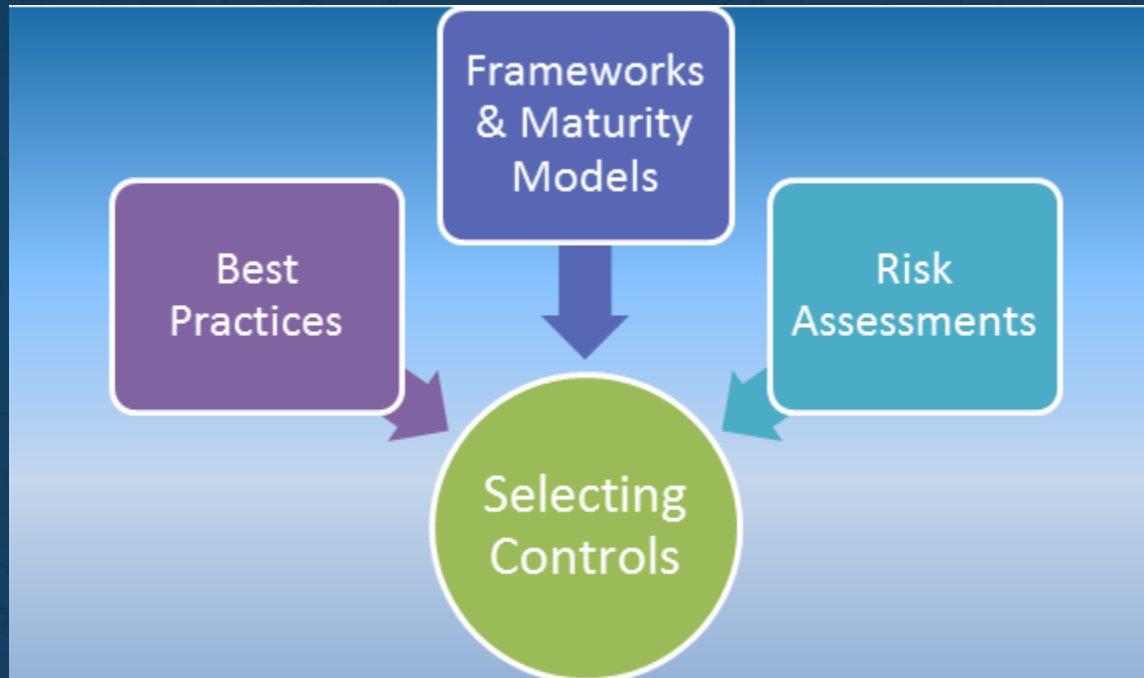 Frameworks
& Maturity
Models
Best
Practices
Risk
Assessments
Selecting
Controls